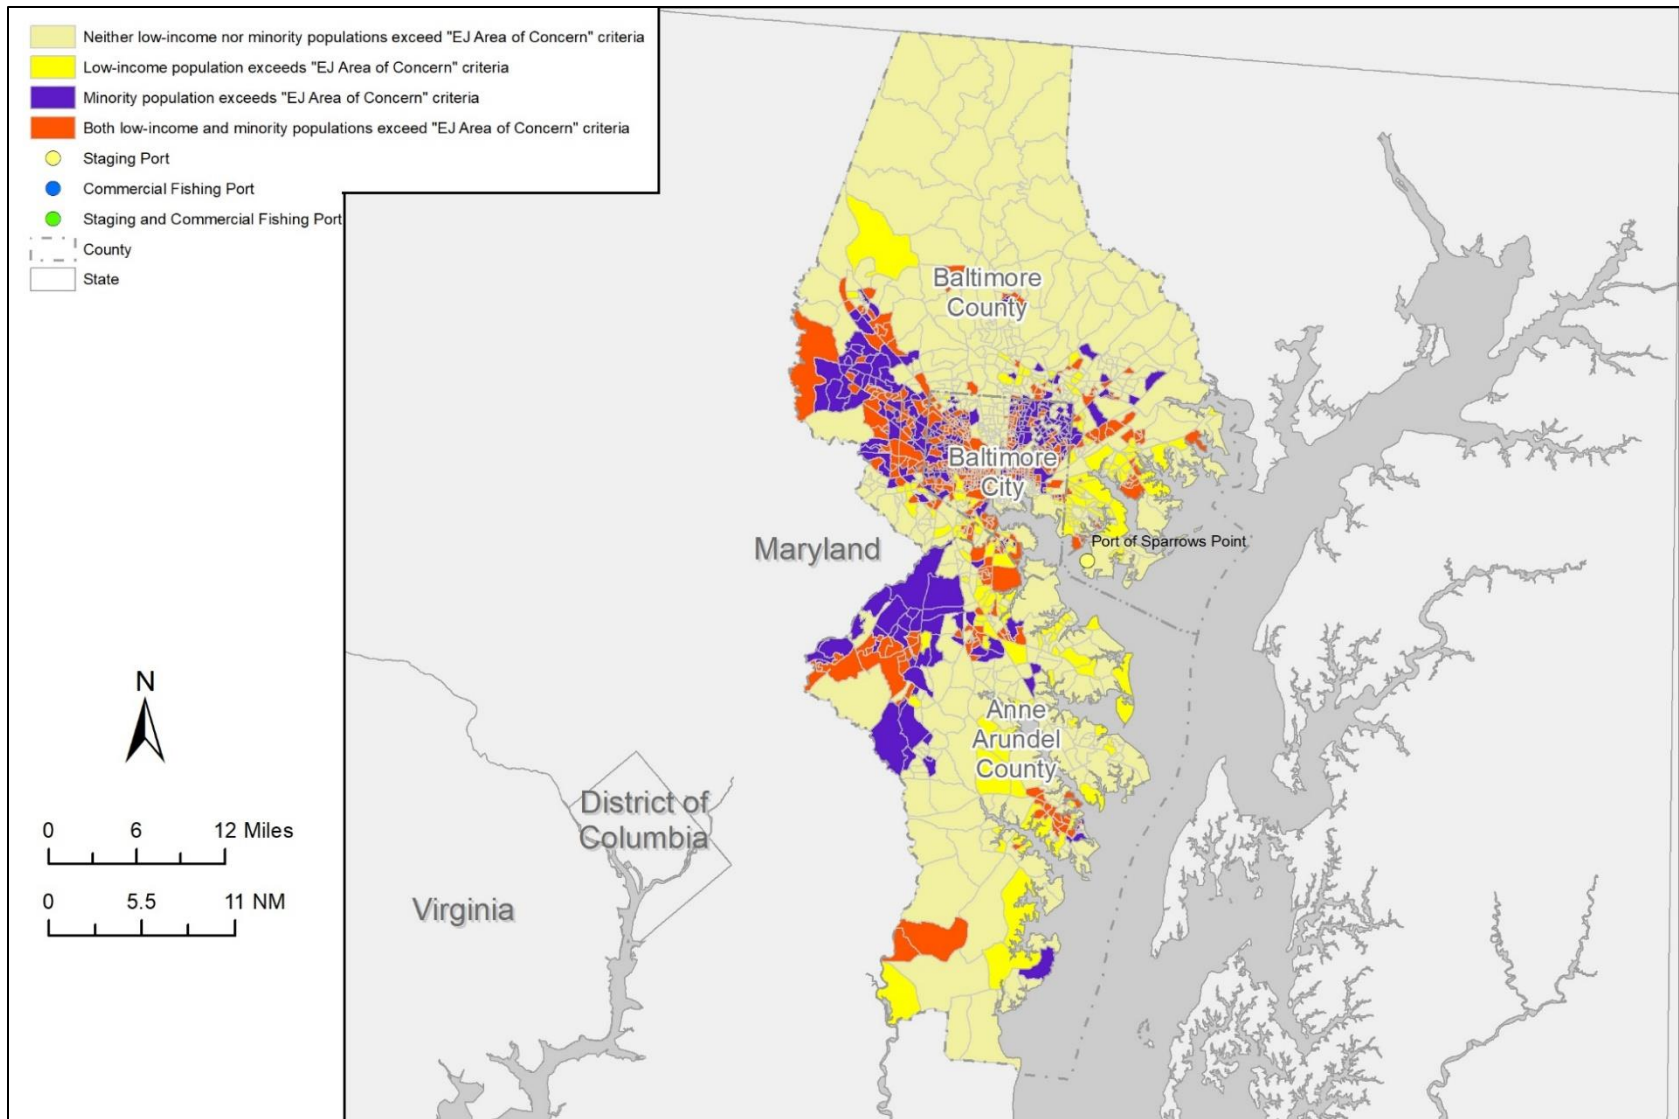 Neither low-income nor minority populations exceed "EJ Area of Concern" criteria
Low-income population exceeds "EJ Area of Concern" criteria
Minority population exceeds "EJ Area of Concern" criteria
Both low-income and minority populations exceed "EJ Area of Concern" criteria
Staging Port
Commercial Fishing Port
Staging and Commercial Fishing Port
County
State
Baltimore
County
Baltimore
City
Port of Sparrows Point
Maryland
Anne
Arundel
County
District of
Columbia
Virginia
N
0 6 12 Miles
0 5.5 11 NM